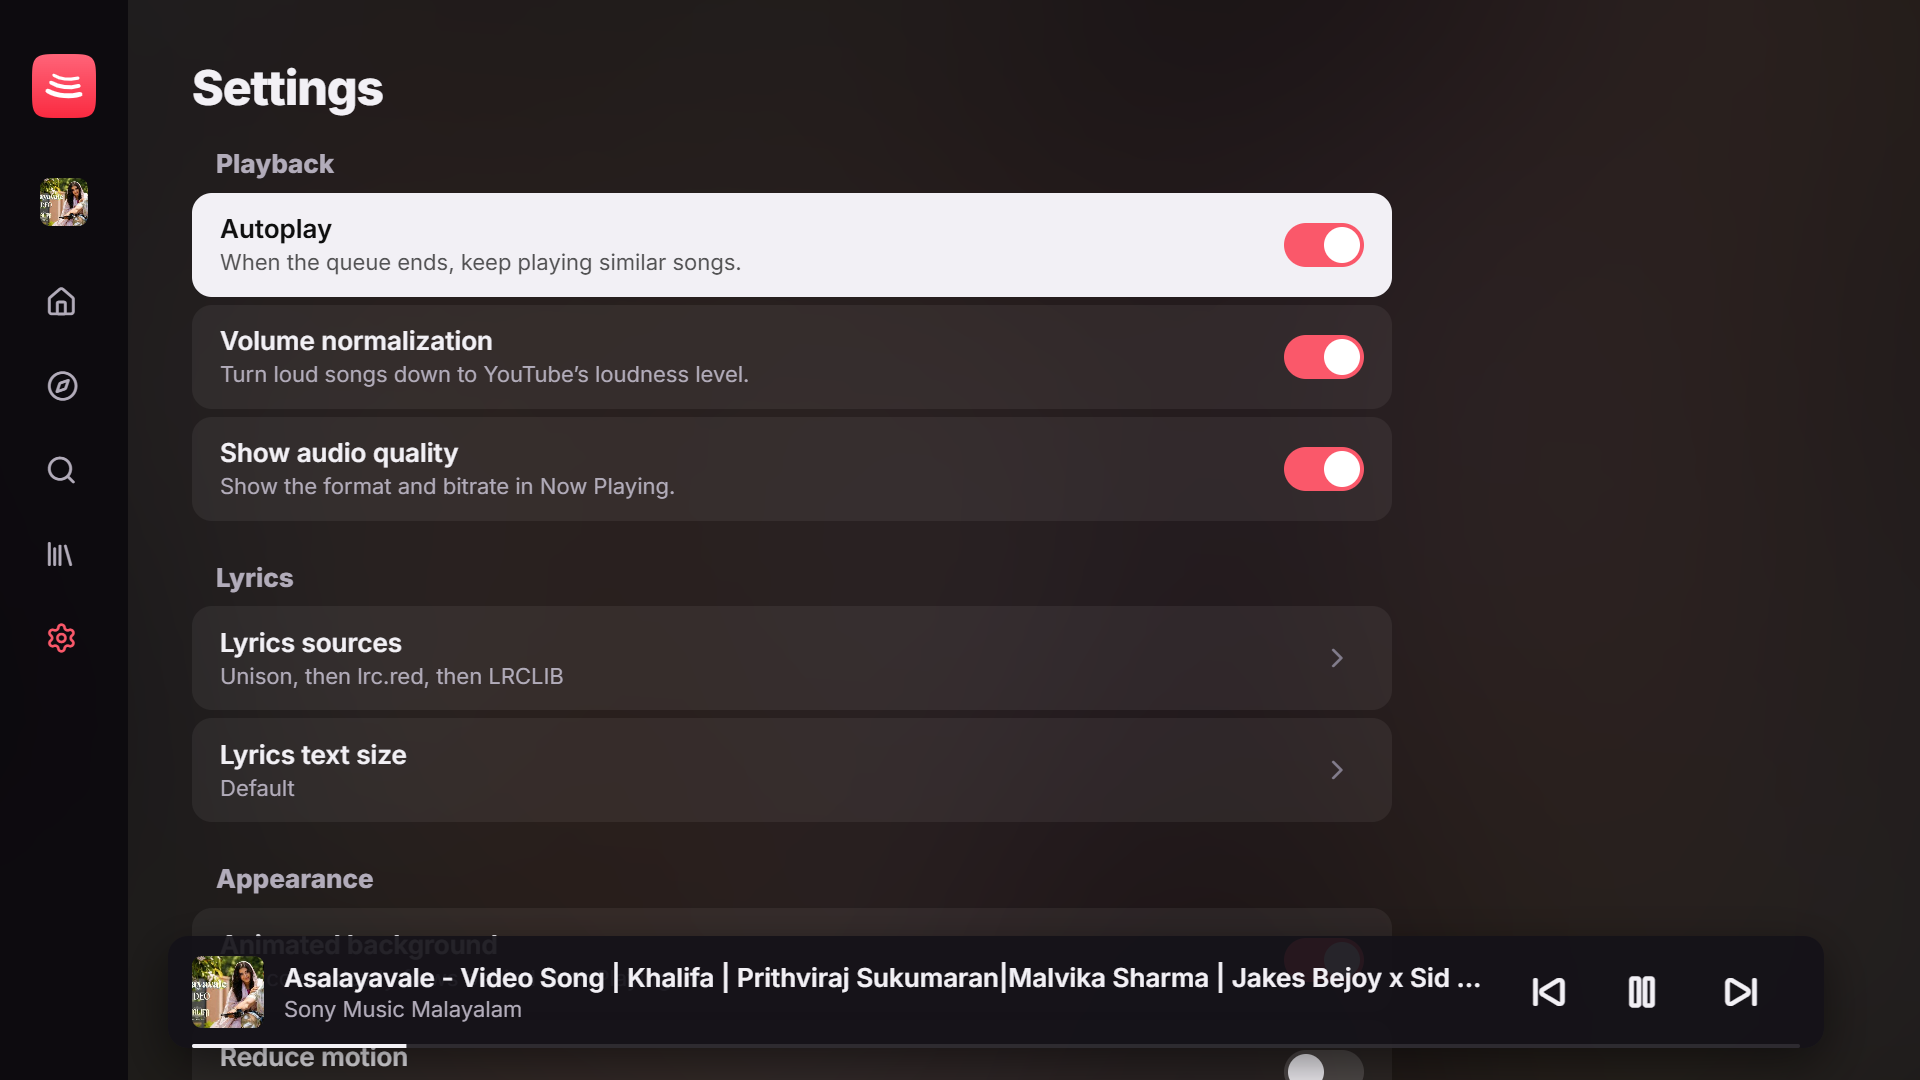 Settings
Playback
Autoplay
When the queue ends, keep playing similar songs.
Volume normalization
Turn loud songs down to YouTube’s loudness level.
Show audio quality
Show the format and bitrate in Now Playing.
Lyrics
Lyrics sources
Unison, then lrc.red, then LRCLIB
Lyrics text size
Default
Appearance
Animated background
Asalayavale - Video Song | Khalifa | Prithviraj Sukumaran|Malvika Sharma | Jakes Bejoy x Sid ...
Sony Music Malayalam
Reduce motion